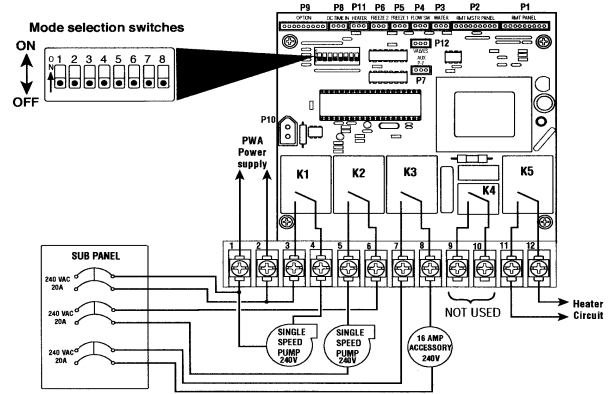 P9 P8 P11 P6 P5 P4 P3 P2 P1
OPTION DC TIME IN HEATER FREEZE 2 FREEZE 1 FLOW SW. WATER RMT MSTR PANEL RMT PANEL
Mode selection switches
ON
OFF
O
N
1 2 3 4 5 6 7 8
P12
VALVES
AUX
P7
P10
PWA
Power
supply
K1 K2 K3 K4 K5
1 2 3 4 5 6 7 8 9 10 11 12
SUB PANEL
240 VAC
20A
240 VAC
20A
240 VAC
20A
SINGLE
SPEED
PUMP
240V
SINGLE
SPEED
PUMP
240V
16 AMP
ACCESSORY
240V
NOT USED
Heater
Circuit